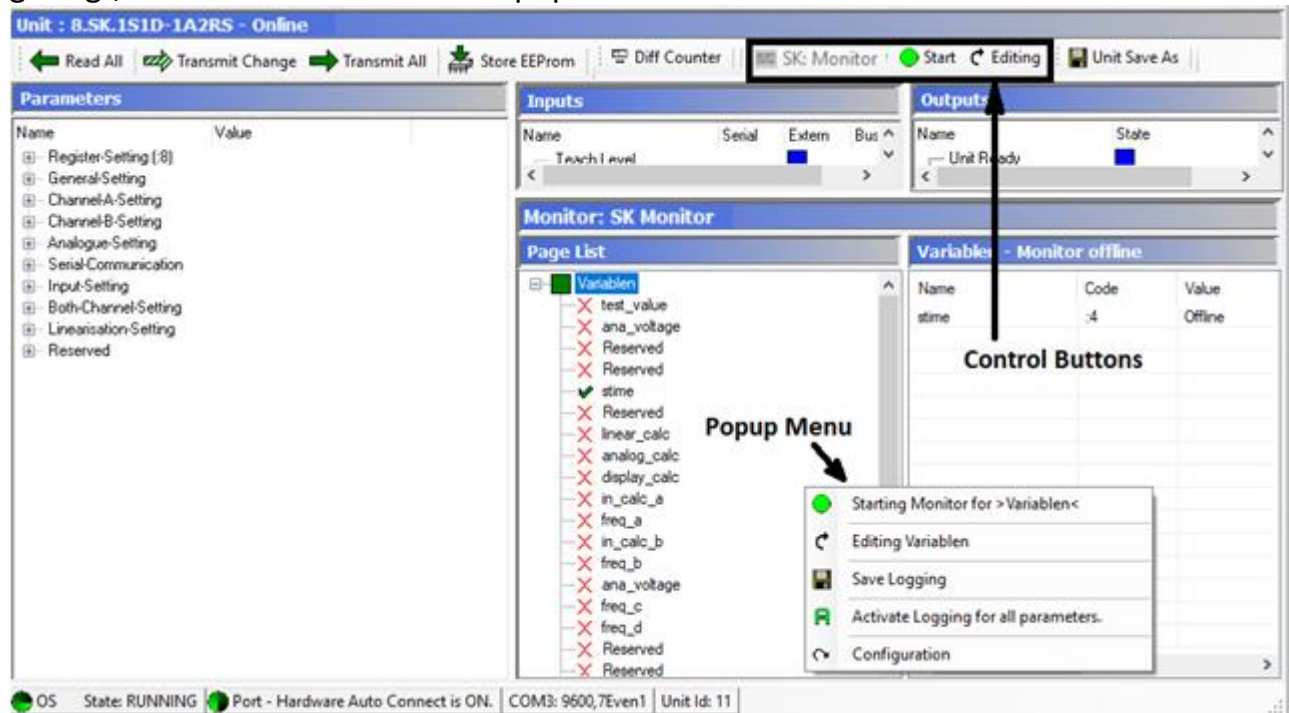 Unit : 8.SK.1S1D-1A2RS - Online
Read All Transmit Change Transmit All Store EEProm Diff Counter SK: Monitor Start Editing Unit Save As
Parameters
Name Value
Register-Setting (:8)
General-Setting
Channel-A-Setting
Channel-B-Setting
Analogue-Setting
Serial-Communication
Input-Setting
Both-Channel-Setting
Linearisation-Setting
Reserved
Inputs
Name Serial Extern Bus
Teach Level
Outputs
Name State
Unit Ready
Monitor: SK Monitor
Page List
Variablen
test_value
ana_voltage
Reserved
Reserved
stime
Reserved
linear_calc
analog_calc
display_calc
in_calc_a
freq_a
in_calc_b
freq_b
ana_voltage
freq_c
freq_d
Reserved
Reserved
Variablen - Monitor offline
Name Code Value
stime :4 Offline
Control Buttons
Popup Menu
Starting Monitor for >Variablen<
Editing Variablen
Save Logging
Activate Logging for all parameters.
Configuration
OS State: RUNNING Port - Hardware Auto Connect is ON. COM3: 9600,7Even1 Unit Id: 11